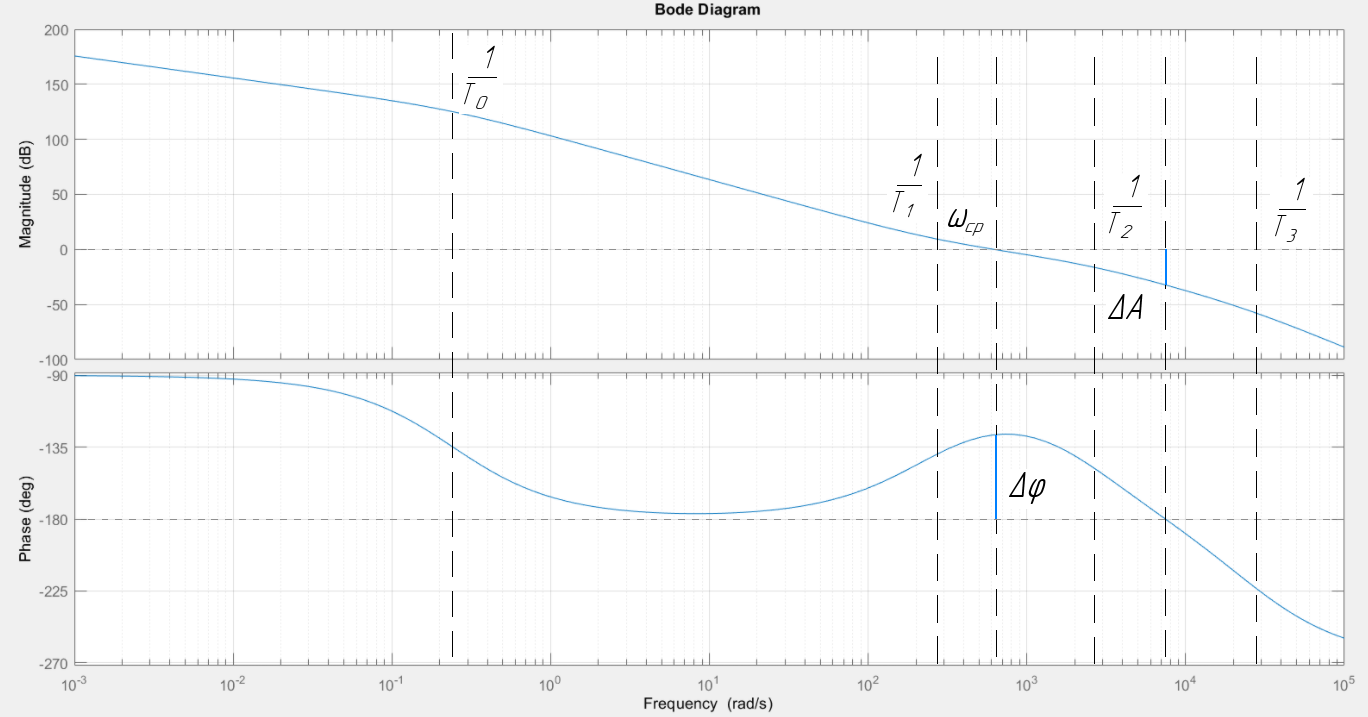 Bode Diagram
Magnitude (dB)
200
150
100
50
0
-50
-100
1
T0
1
T1
ωср
1
T2
1
T3
ΔA
Phase (deg)
-90
-135
-180
-225
-270
Δφ
10^-3
10^-2
10^-1
10^0
10^1
10^2
10^3
10^4
10^5
Frequency (rad/s)